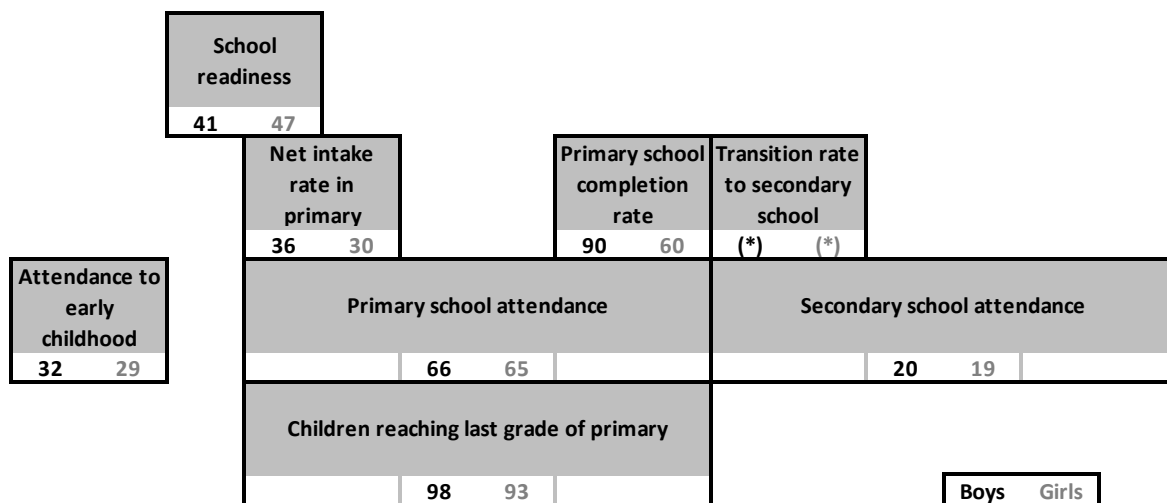 School
readiness
41 47
Net intake
rate in
primary
36 30
Primary school
completion
rate
90 60
Transition rate
to secondary
school
(*) (*)
Attendance to
early
childhood
32 29
Primary school attendance
66 65
Secondary school attendance
20 19
Children reaching last grade of primary
98 93
Boys Girls